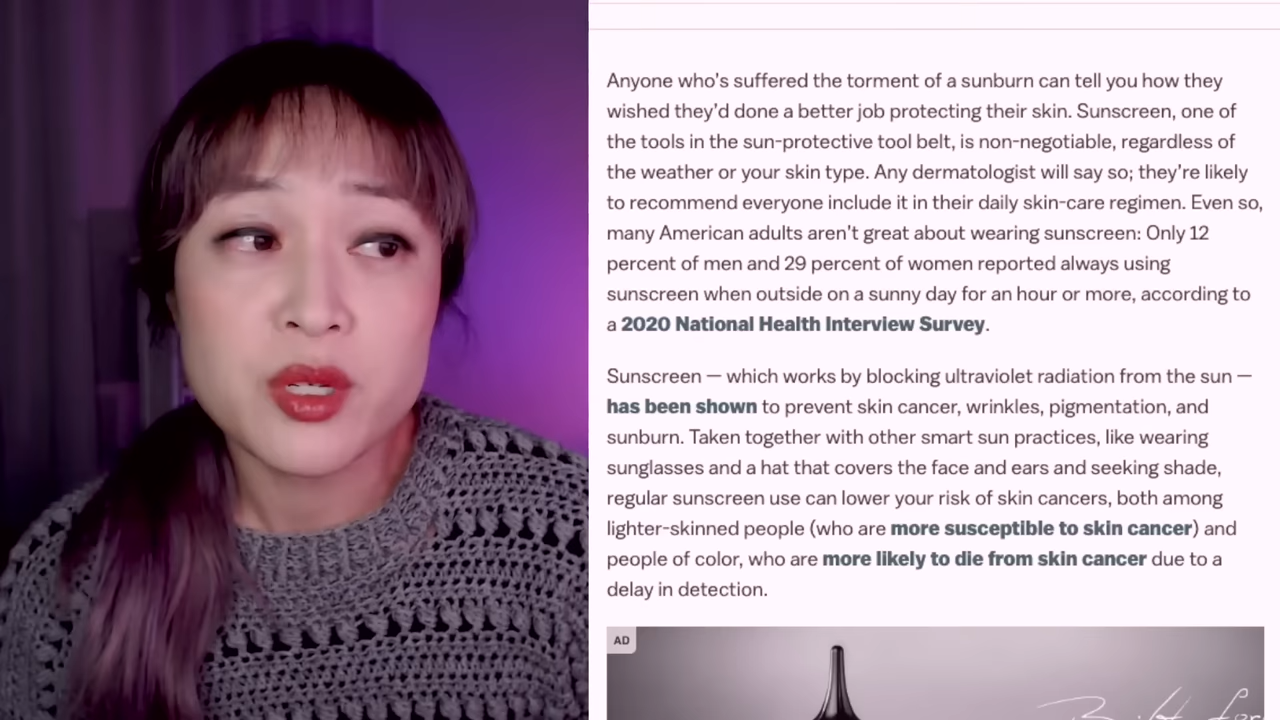 Anyone who's suffered the torment of a sunburn can tell you how they
wished they'd done a better job protecting their skin. Sunscreen, one of
the tools in the sun-protective tool belt, is non-negotiable, regardless of
the weather or your skin type. Any dermatologist will say so; they're likely
to recommend everyone include it in their daily skin-care regimen. Even so,
many American adults aren't great about wearing sunscreen: Only 12
percent of men and 29 percent of women reported always using
sunscreen when outside on a sunny day for an hour or more, according to
a 2020 National Health Interview Survey.
Sunscreen — which works by blocking ultraviolet radiation from the sun —
has been shown to prevent skin cancer, wrinkles, pigmentation, and
sunburn. Taken together with other smart sun practices, like wearing
sunglasses and a hat that covers the face and ears and seeking shade,
regular sunscreen use can lower your risk of skin cancers, both among
lighter-skinned people (who are more susceptible to skin cancer) and
people of color, who are more likely to die from skin cancer due to a
delay in detection.
AD